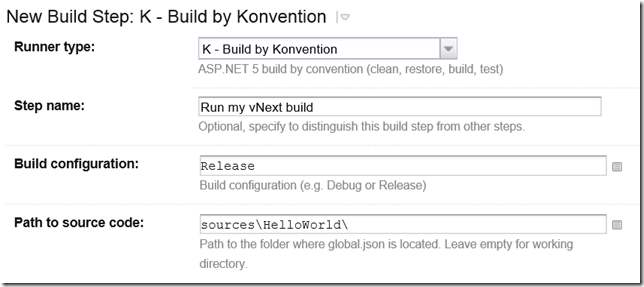 New Build Step: K - Build by Konvention
Runner type:
K - Build by Konvention
ASP.NET 5 build by convention (clean, restore, build, test)
Step name:
Run my vNext build
Optional, specify to distinguish this build step from other steps.
Build configuration:
Release
Build configuration (e.g. Debug or Release)
Path to source code:
sources\HelloWorld\
Path to the folder where global.json is located. Leave empty for working
directory.